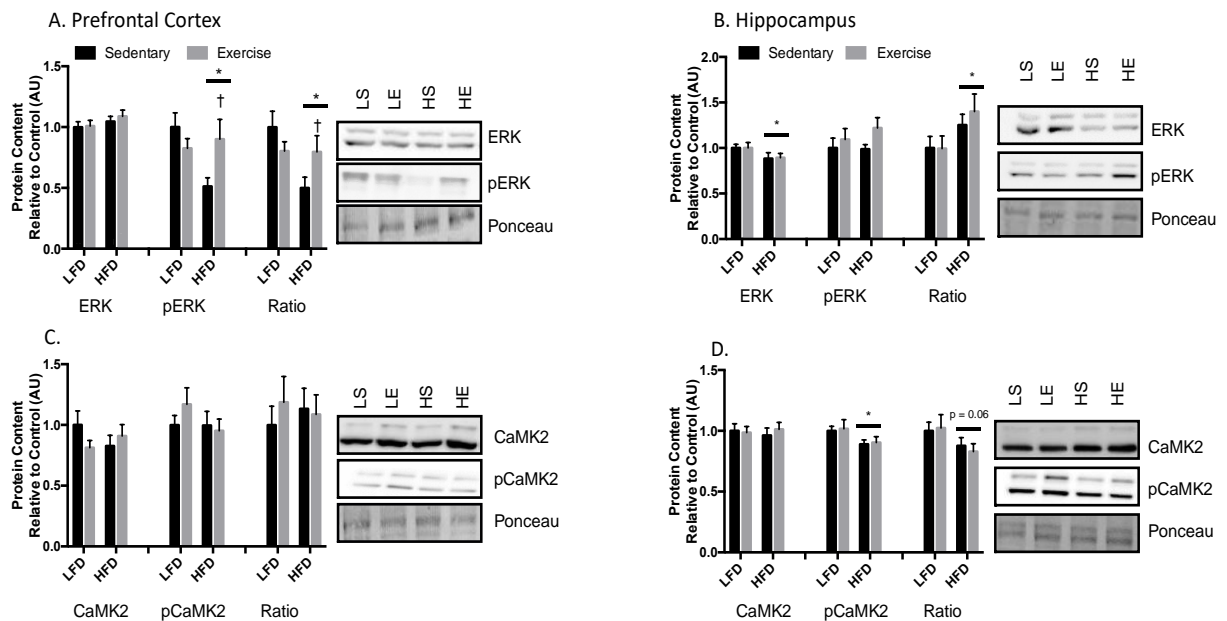 A. Prefrontal Cortex
Sedentary Exercise
Protein Content
Relative to Control (AU)
1.5
1.0
0.5
0.0
* *
† †
LFD HFD LFD HFD LFD HFD
ERK pERK Ratio
LS LE HS HE
ERK
pERK
Ponceau
B. Hippocampus
Sedentary Exercise
Protein Content
Relative to Control (AU)
2.0
1.5
1.0
0.5
0.0
* *
LFD HFD LFD HFD LFD HFD
ERK pERK Ratio
LS LE HS HE
ERK
pERK
Ponceau
C.
Protein Content
Relative to Control (AU)
1.5
1.0
0.5
0.0
LFD HFD LFD HFD LFD HFD
CaMK2 pCaMK2 Ratio
LS LE HS HE
CaMK2
pCaMK2
Ponceau
D.
Protein Content
Relative to Control (AU)
1.5
1.0
0.5
0.0
* p = 0.06
LFD HFD LFD HFD LFD HFD
CaMK2 pCaMK2 Ratio
LS LE HS HE
CaMK2
pCaMK2
Ponceau